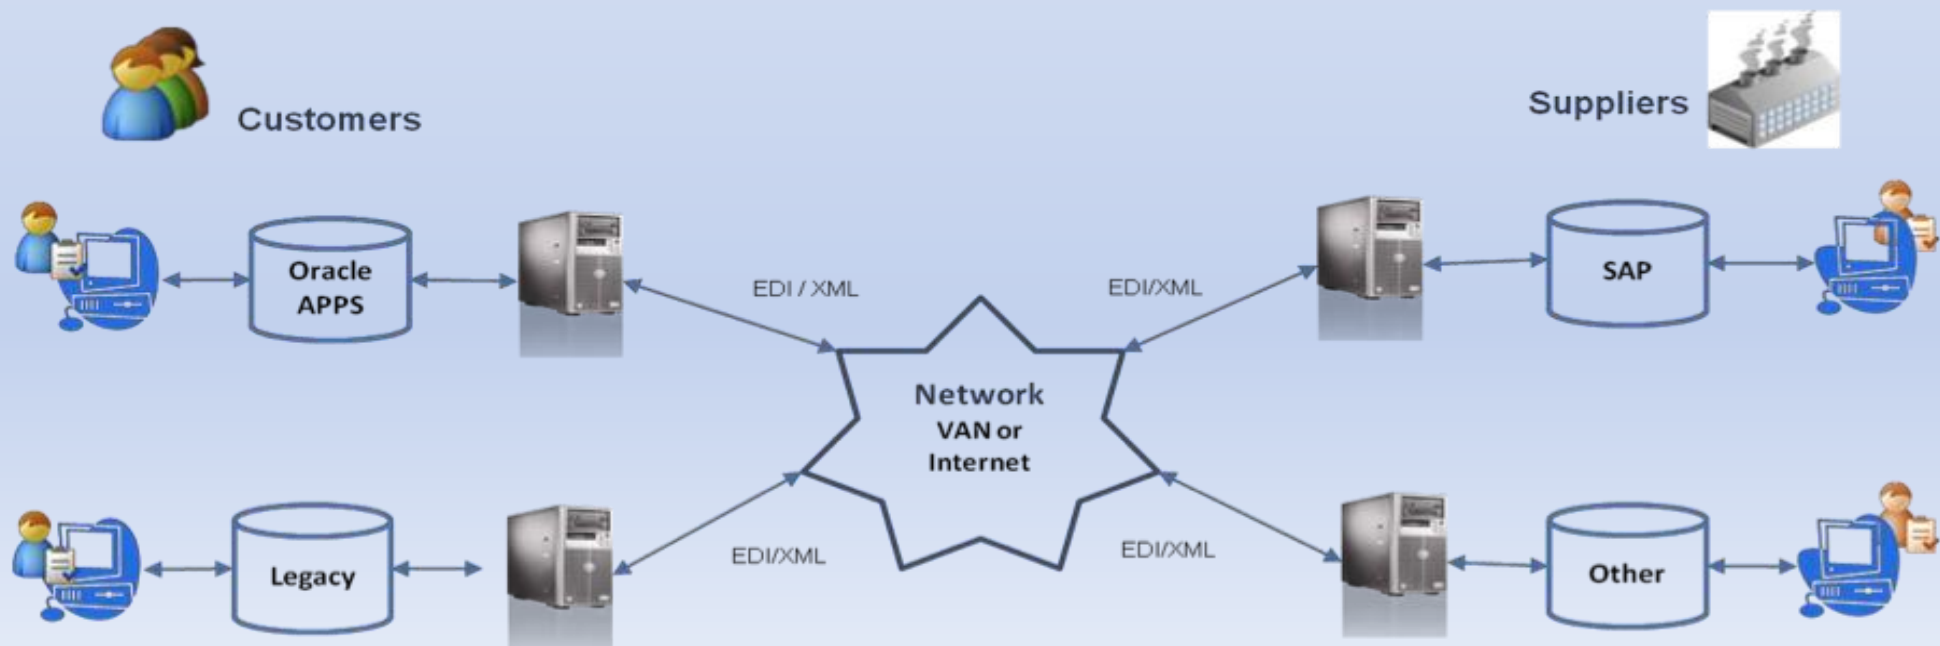 Customers
Suppliers
Oracle
APPS
EDI / XML
EDI/XML
SAP
Network
VAN or
Internet
Legacy
EDI/XML
EDI/XML
Other